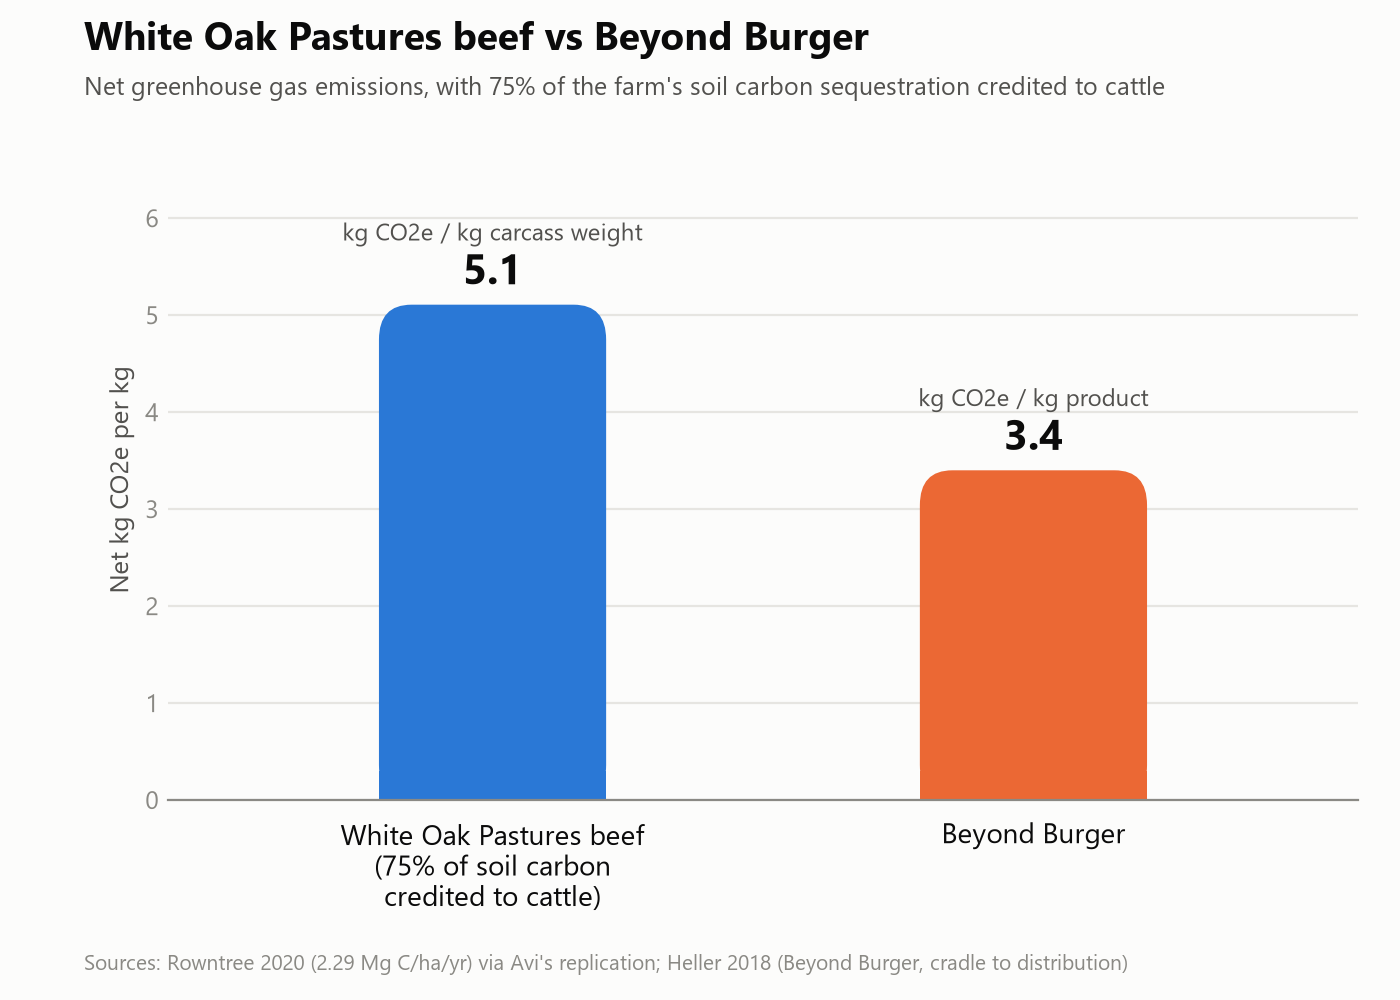 White Oak Pastures beef vs Beyond Burger
Net greenhouse gas emissions, with 75% of the farm's soil carbon sequestration credited to cattle
Net kg CO2e per kg
6
5
4
3
2
1
0
kg CO2e / kg carcass weight
5.1
kg CO2e / kg product
3.4
White Oak Pastures beef
(75% of soil carbon
credited to cattle)
Beyond Burger
Sources: Rowntree 2020 (2.29 Mg C/ha/yr) via Avi's replication; Heller 2018 (Beyond Burger, cradle to distribution)